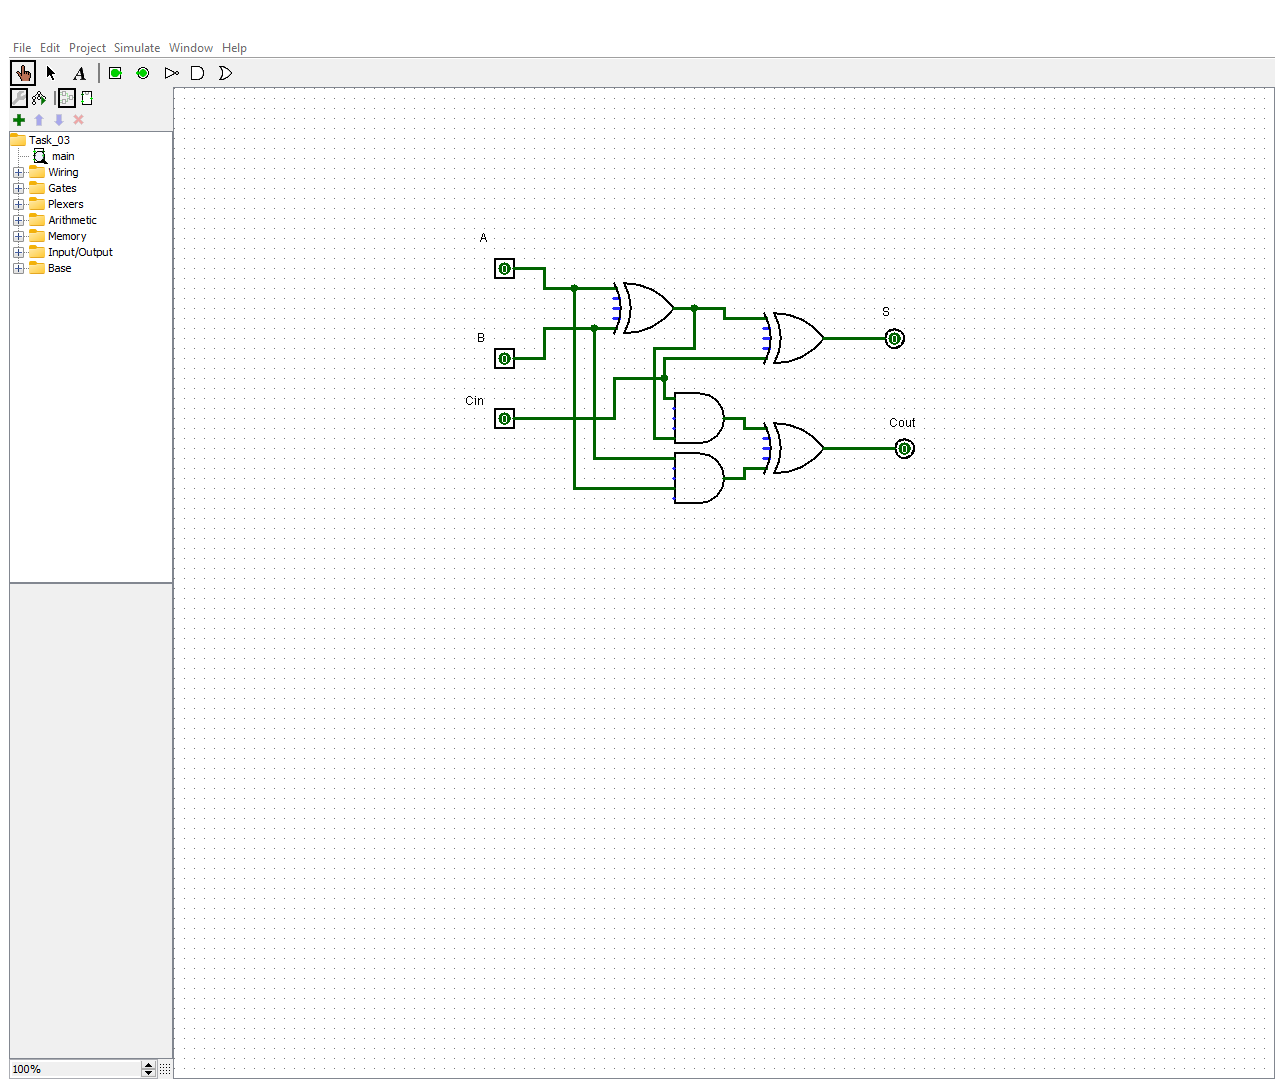 File Edit Project Simulate Window Help
A
Task_03
main
Wiring
Gates
Plexers
Arithmetic
Memory
Input/Output
Base
A
0
B
0
Cin
0
S
0
Cout
0
100%